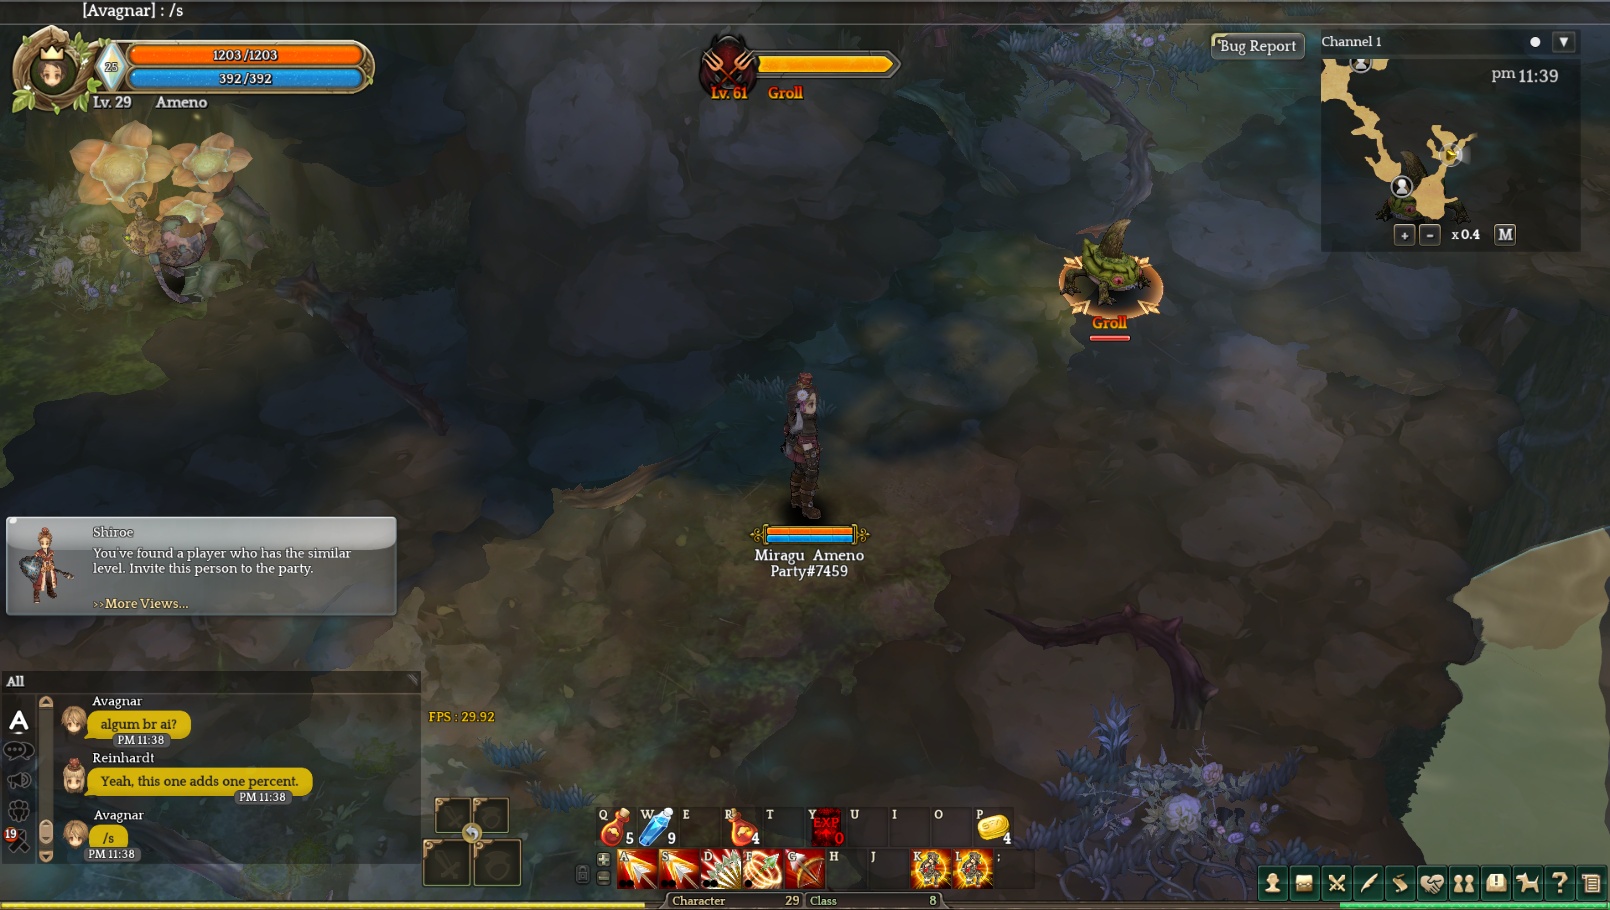 [Avagnar] : /s
1203/1203
25
392/392
Lv. 29 Ameno
Lv. 61 Groll
Bug Report
Channel 1
pm 11:39
+ - x 0.4 M
Groll
Miragu Ameno
Party#7459
Shiroe
You've found a player who has the similar
level. Invite this person to the party.
>>More Views...
All
A
Avagnar
algum br ai?
PM 11:38
Reinhardt
Yeah, this one adds one percent.
PM 11:38
Avagnar
/s
PM 11:38
19
FPS : 29.92
Q W E R T Y U I O P
EXP
5 9 4 0 4
A S D F G H J K L ;
Character 29 Class 8